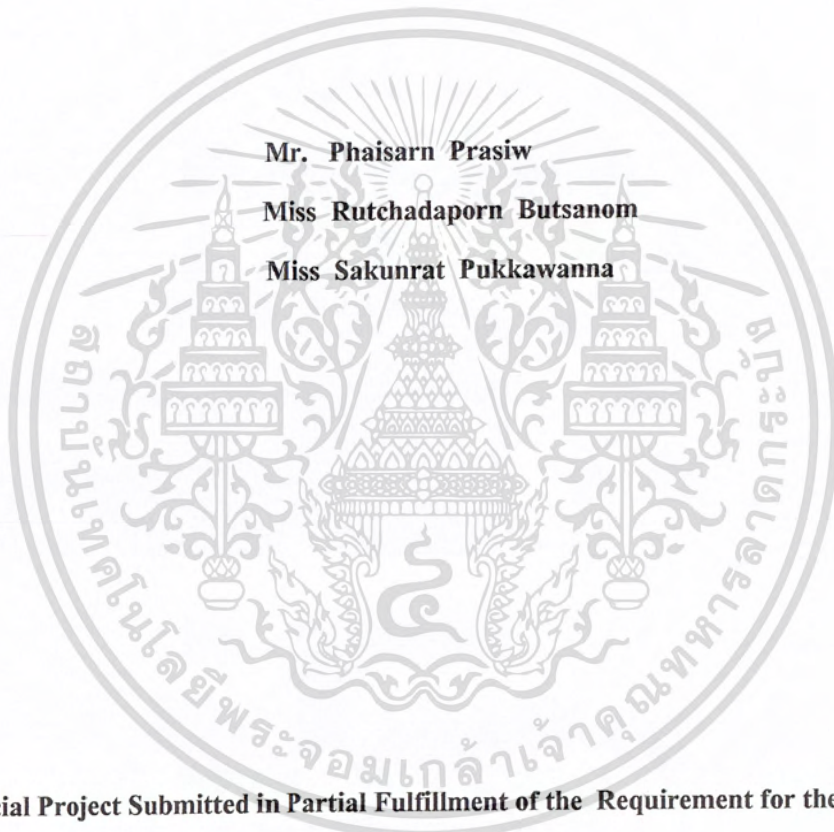 Mr. Phaisarn Prasiw
Miss Rutchadaporn Butsanom
Miss Sakunrat Pukkawanna
สถาบันเทคโนโลยีพระจอมเกล้าเจ้าคุณทหารลาดกระบัง
cial Project Submitted in Partial Fulfillment of the Requirement for the